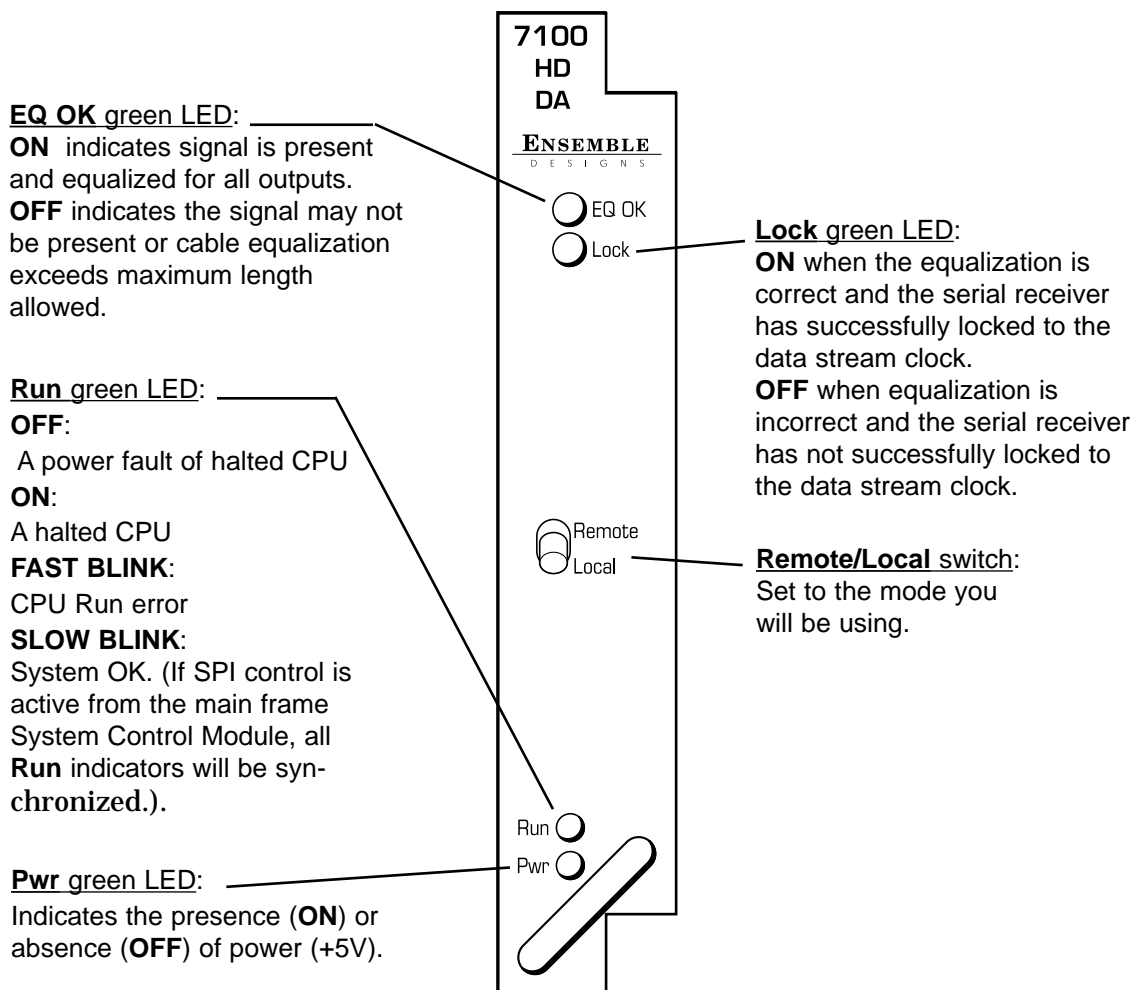 7100
HD
DA
ENSEMBLE
DESIGNS
EQ OK
Lock
Remote
Local
Run
Pwr
EQ OK green LED:
ON indicates signal is present
and equalized for all outputs.
OFF indicates the signal may not
be present or cable equalization
exceeds maximum length
allowed.
Run green LED:
OFF:
A power fault of halted CPU
ON:
A halted CPU
FAST BLINK:
CPU Run error
SLOW BLINK:
System OK. (If SPI control is
active from the main frame
System Control Module, all
Run indicators will be syn-
chronized.).
Pwr green LED:
Indicates the presence (ON) or
absence (OFF) of power (+5V).
Lock green LED:
ON when the equalization is
correct and the serial receiver
has successfully locked to the
data stream clock.
OFF when equalization is
incorrect and the serial receiver
has not successfully locked to
the data stream clock.
Remote/Local switch:
Set to the mode you
will be using.